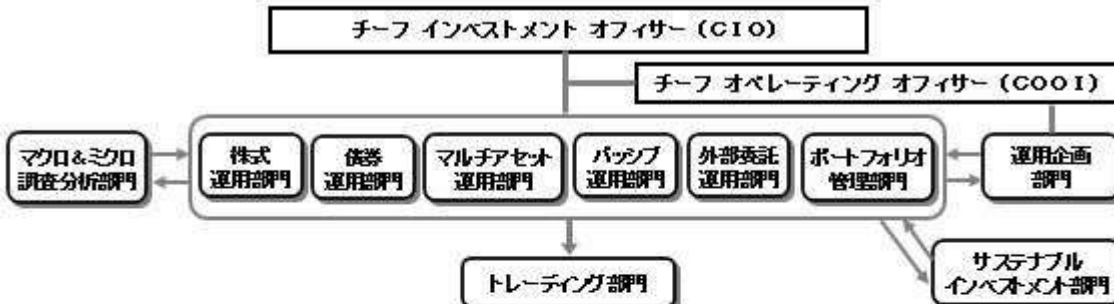 チーフ インベストメント オフィサー（CIO）
チーフ オペレーティング オフィサー（COOI）
マクロ&ミクロ
調査分析部門
株式
運用部門
債券
運用部門
マルチアセット
運用部門
パッシブ
運用部門
外部委託
運用部門
ポートフォリオ
管理部門
運用企画
部門
トレーディング部門
サステナブル
インベストメント部門